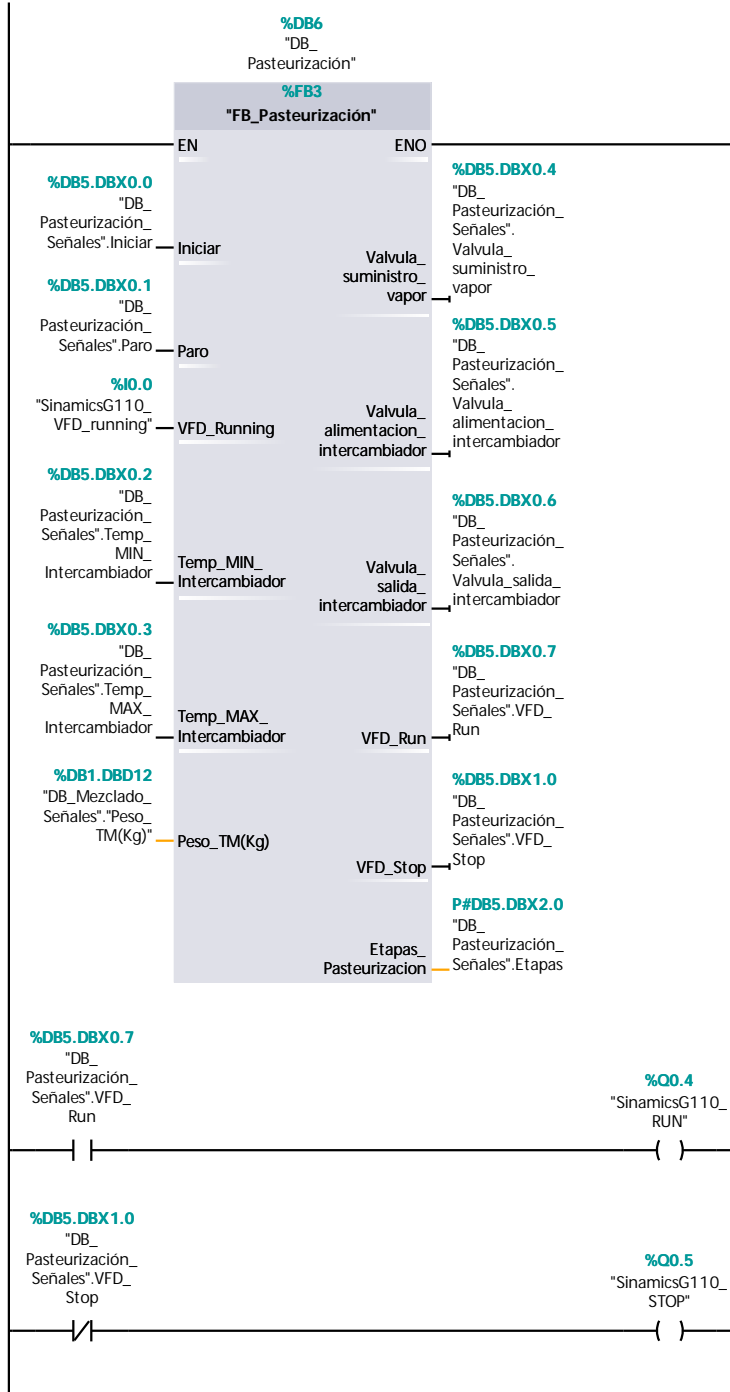 %DB6
"DB_
Pasteurización"
%FB3
"FB_Pasteurización"
EN
ENO
%DB5.DBX0.0
"DB_
Pasteurización_
Señales".Iniciar
Iniciar
%DB5.DBX0.1
"DB_
Pasteurización_
Señales".Paro
Paro
%I0.0
"SinamicsG110_
VFD_running"
VFD_Running
%DB5.DBX0.2
"DB_
Pasteurización_
Señales".Temp_
MIN_
Intercambiador
Temp_MIN_
Intercambiador
%DB5.DBX0.3
"DB_
Pasteurización_
Señales".Temp_
MAX_
Intercambiador
Temp_MAX_
Intercambiador
%DB1.DBD12
"DB_Mezclado_
Señales"."Peso_
TM(Kg)"
Peso_TM(Kg)
Valvula_
suministro_
vapor
%DB5.DBX0.4
"DB_
Pasteurización_
Señales".
Valvula_
suministro_
vapor
Valvula_
alimentacion_
intercambiador
%DB5.DBX0.5
"DB_
Pasteurización_
Señales".
Valvula_
alimentacion_
intercambiador
Valvula_
salida_
intercambiador
%DB5.DBX0.6
"DB_
Pasteurización_
Señales".
Valvula_salida_
intercambiador
VFD_Run
%DB5.DBX0.7
"DB_
Pasteurización_
Señales".VFD_
Run
VFD_Stop
%DB5.DBX1.0
"DB_
Pasteurización_
Señales".VFD_
Stop
Etapas_
Pasteurizacion
P#DB5.DBX2.0
"DB_
Pasteurización_
Señales".Etapas
%DB5.DBX0.7
"DB_
Pasteurización_
Señales".VFD_
Run
%Q0.4
"SinamicsG110_
RUN"
%DB5.DBX1.0
"DB_
Pasteurización_
Señales".VFD_
Stop
%Q0.5
"SinamicsG110_
STOP"